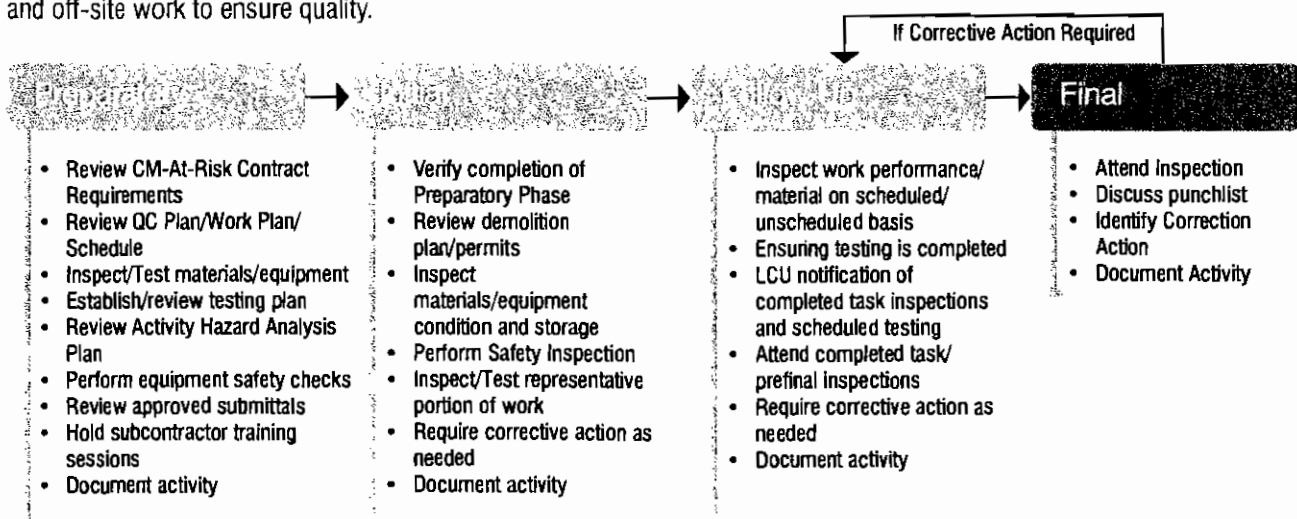 and off-site work to ensure quality.
If Corrective Action Required
Preparatory
Initial
Follow-Up
Final
• Review CM-At-Risk Contract
Requirements
• Review QC Plan/Work Plan/
Schedule
• Inspect/Test materials/equipment
• Establish/review testing plan
• Review Activity Hazard Analysis
Plan
• Perform equipment safety checks
• Review approved submittals
• Hold subcontractor training
sessions
• Document activity
• Verify completion of
Preparatory Phase
• Review demolition
plan/permits
• Inspect
materials/equipment
condition and storage
• Perform Safety Inspection
• Inspect/Test representative
portion of work
• Require corrective action as
needed
• Document activity
• Inspect work performance/
material on scheduled/
unscheduled basis
• Ensuring testing is completed
• LCU notification of
completed task inspections
and scheduled testing
• Attend completed task/
prefinal inspections
• Require corrective action as
needed
• Document activity
• Attend Inspection
• Discuss punchlist
• Identify Correction
Action
• Document Activity